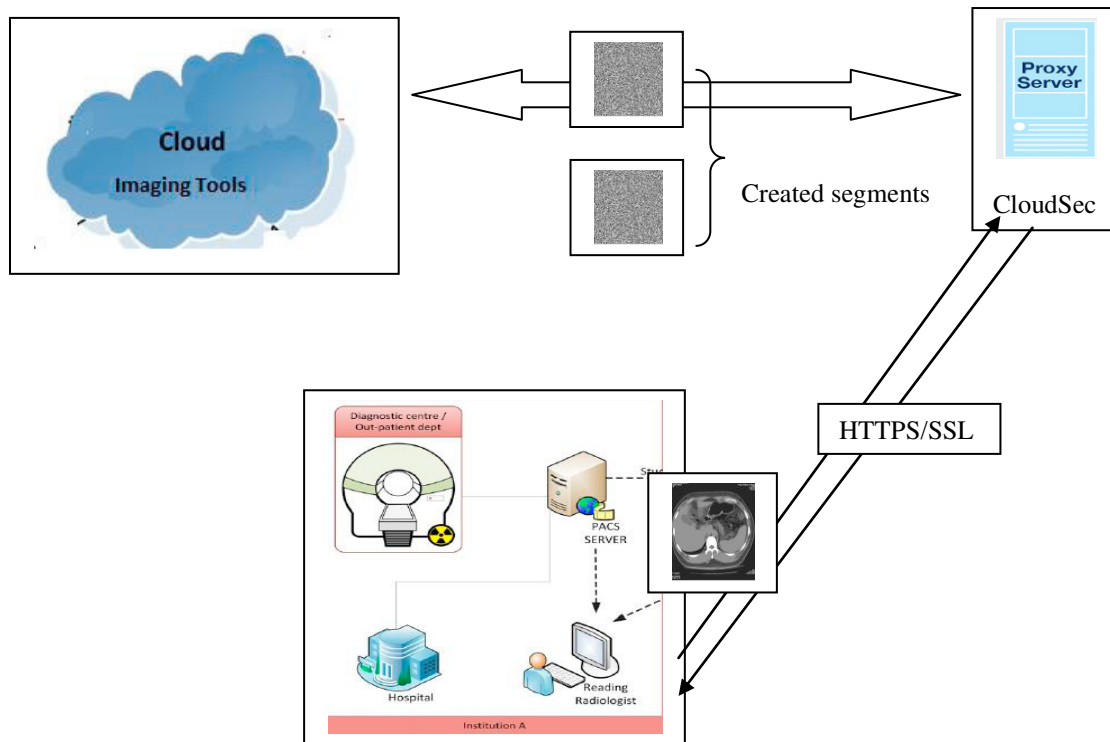 Cloud
Imaging Tools
Proxy
Server
Created segments
CloudSec
HTTPS/SSL
Diagnostic centre /
Out-patient dept
PACS
SERVER
Hospital
Reading
Radiologist
Institution A